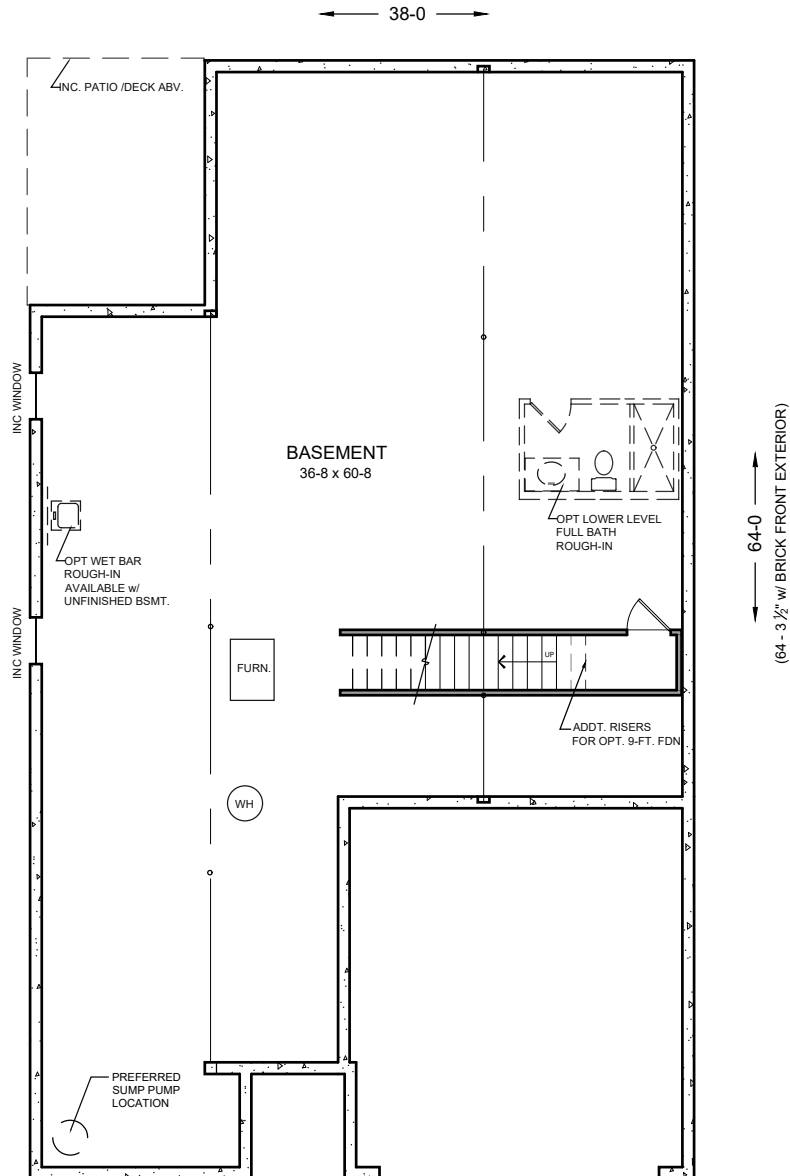 38-0
INC. PATIO /DECK ABV.
INC WINDOW
BASEMENT
36-8 x 60-8
OPT LOWER LEVEL
FULL BATH
ROUGH-IN
64-0
(64 - 3 ½" w/ BRICK FRONT EXTERIOR)
OPT WET BAR
ROUGH-IN
AVAILABLE w/
UNFINISHED BSMT.
INC WINDOW
FURN.
UP
ADDT. RISERS
FOR OPT. 9-FT. FDN
WH
PREFERRED
SUMP PUMP
LOCATION